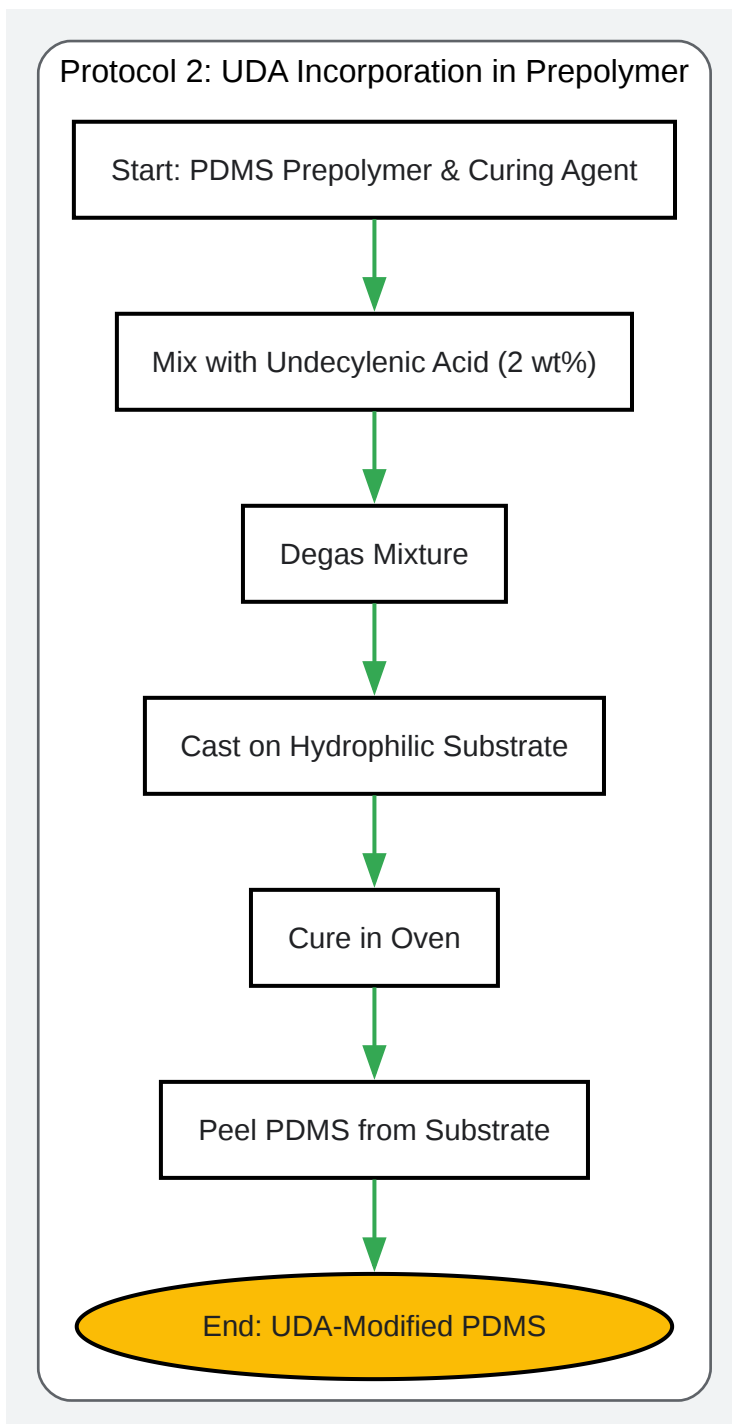 Protocol 2: UDA Incorporation in Prepolymer
Start: PDMS Prepolymer & Curing Agent
Mix with Undecylenic Acid (2 wt%)
Degas Mixture
Cast on Hydrophilic Substrate
Cure in Oven
Peel PDMS from Substrate
End: UDA-Modified PDMS